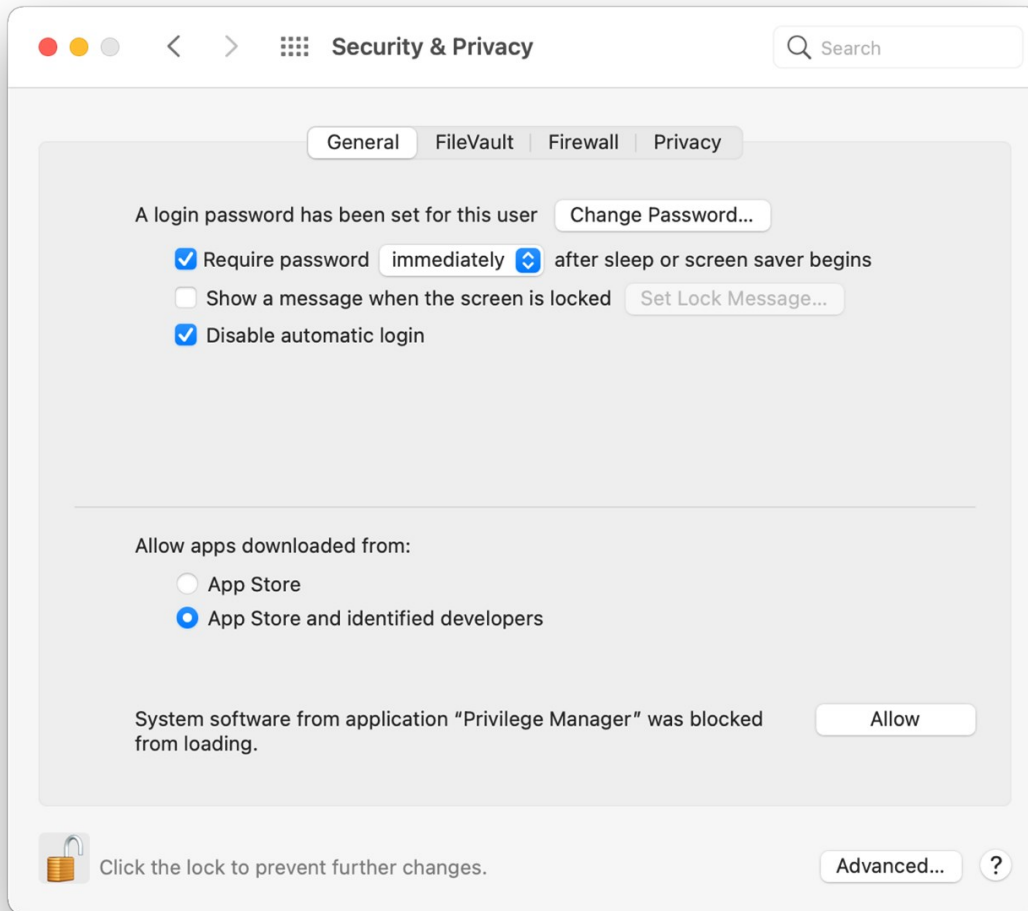 Security & Privacy
Search
General
FileVault
Firewall
Privacy
A login password has been set for this user
Change Password...
Require password immediately after sleep or screen saver begins
Show a message when the screen is locked
Set Lock Message...
Disable automatic login
Allow apps downloaded from:
App Store
App Store and identified developers
System software from application “Privilege Manager” was blocked
from loading.
Allow
Click the lock to prevent further changes.
Advanced...
?